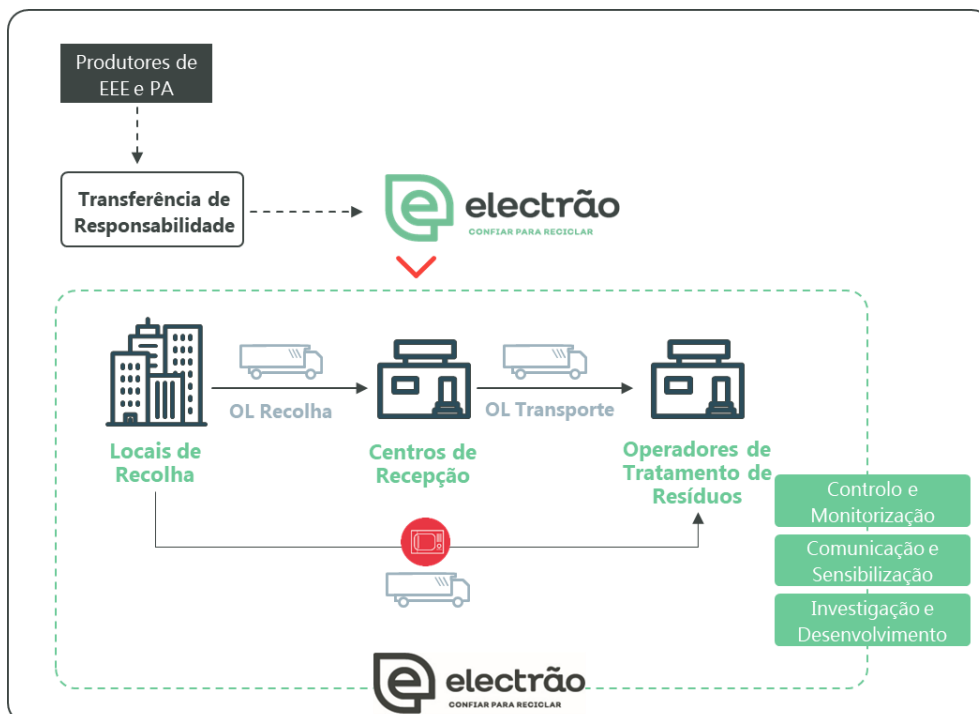 Produtores de
EEE e PA
Transferência de
Responsabilidade
electrão
CONFIAR PARA RECICLAR
OL Recolha
OL Transporte
Locais de
Recolha
Centros de
Recepção
Operadores de
Tratamento de
Resíduos
Controlo e
Monitorização
Comunicação e
Sensibilização
Investigação e
Desenvolvimento
electrão
CONFIAR PARA RECICLAR